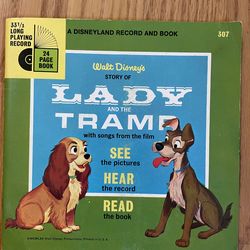 33⅓
LONG
PLAYING
RECORD
24
PAGE
BOOK
A DISNEYLAND RECORD AND BOOK
307
Walt Disney's
STORY OF
LADY
AND THE
TRAMP
with songs from the film
SEE
the pictures
HEAR
the record
READ
the book